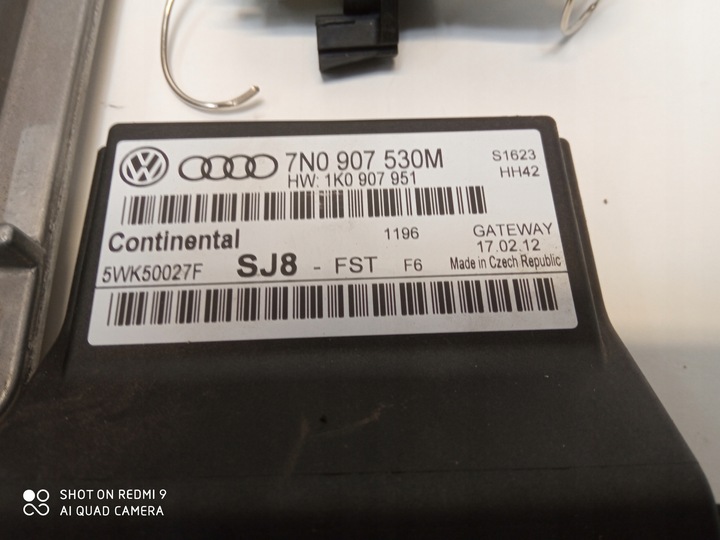 7N0 907 530M
S1623
HW: 1K0 907 951
HH42
Continental
1196
GATEWAY
17.02.12
5WK50027F
SJ8 - FST F6
Made in Czech Republic
SHOT ON REDMI 9
AI QUAD CAMERA